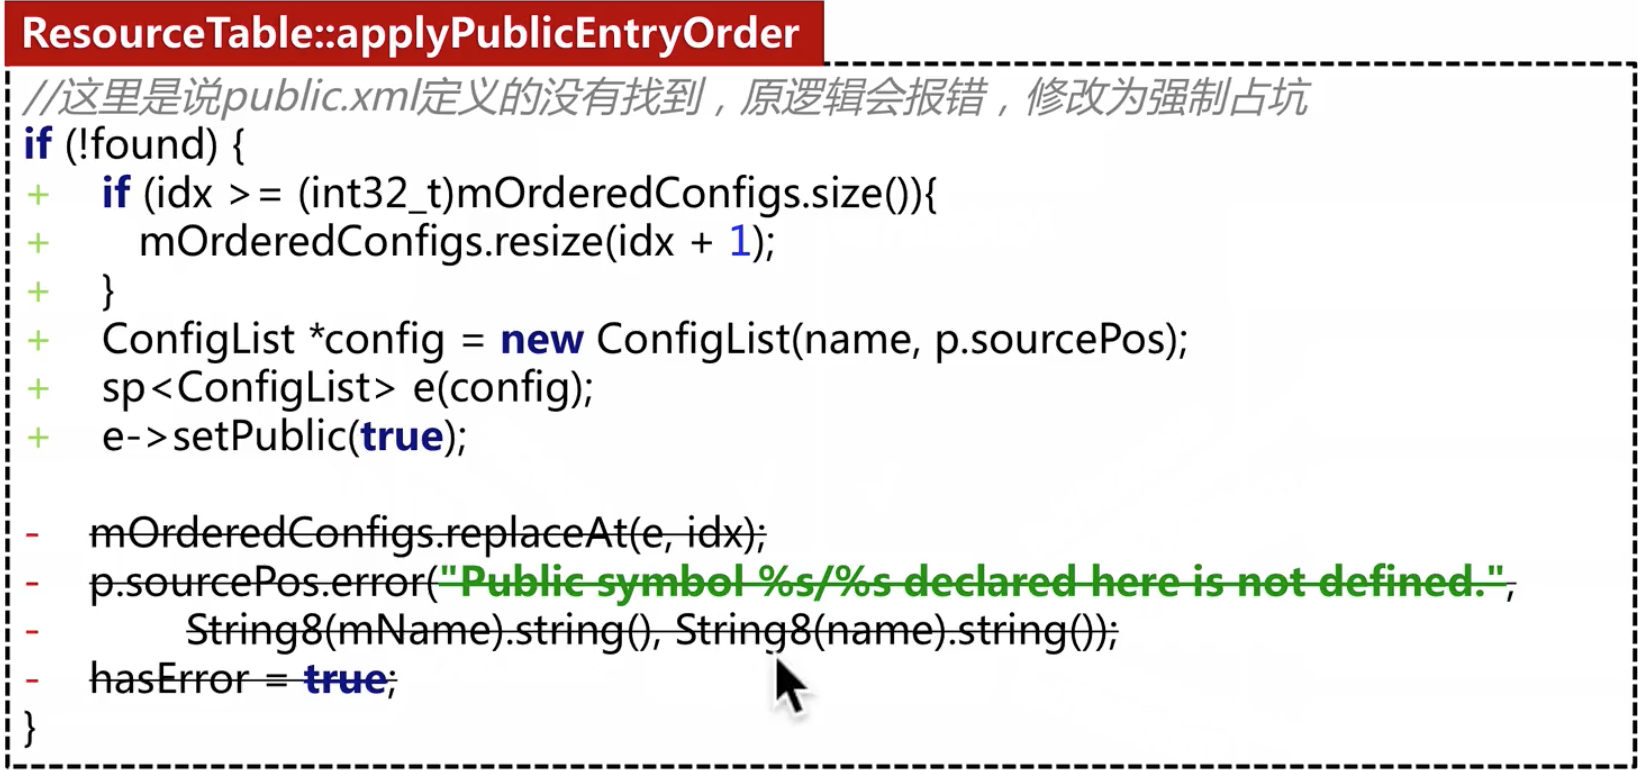 ResourceTable::applyPublicEntryOrder
//这里是说public.xml定义的没有找到，原逻辑会报错，修改为强制占坑
if (!found) {
+ if (idx >= (int32_t)mOrderedConfigs.size()){
+ mOrderedConfigs.resize(idx + 1);
+ }
+ ConfigList *config = new ConfigList(name, p.sourcePos);
+ sp<ConfigList> e(config);
+ e->setPublic(true);
- mOrderedConfigs.replaceAt(e, idx);
- p.sourcePos.error("Public symbol %s/%s declared here is not defined.",
- String8(mName).string(), String8(name).string());
- hasError = true;
}